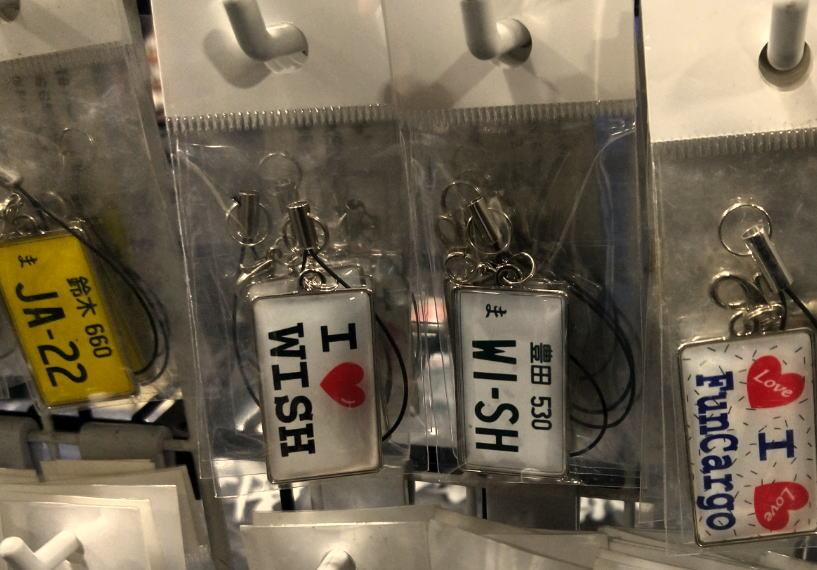 鈴木 660
ま JA-22
I ♥
WISH
豊田 530
ま WI-SH
Love I Love
FunCargo